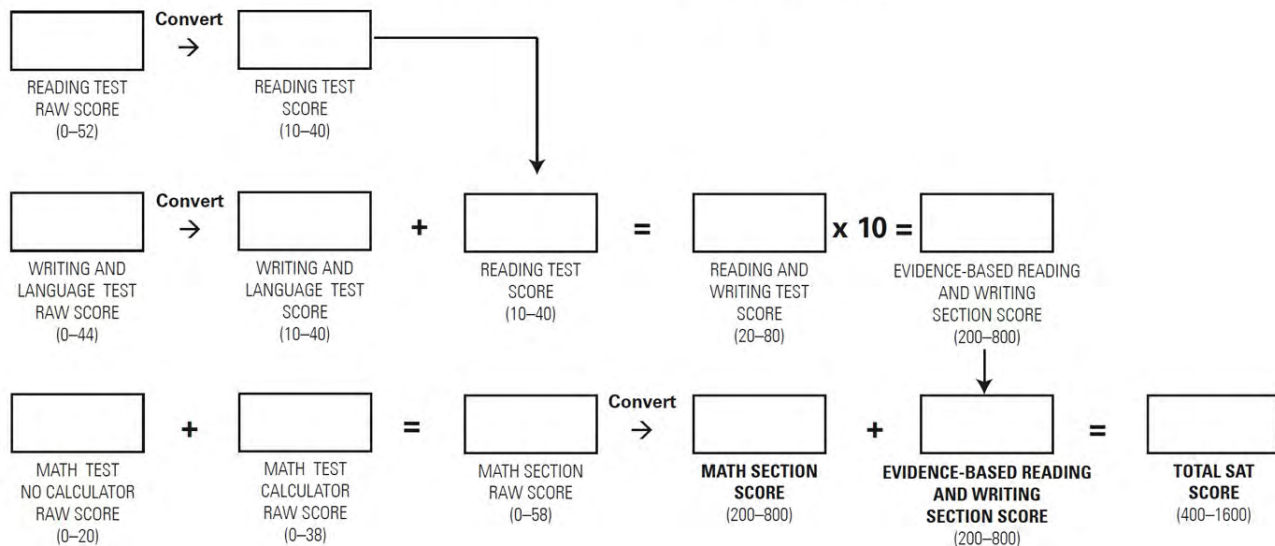 Convert
→
READING TEST
RAW SCORE
(0–52)
READING TEST
SCORE
(10–40)
Convert
→
+
=
x 10 =
WRITING AND
LANGUAGE TEST
RAW SCORE
(0–44)
WRITING AND
LANGUAGE TEST
SCORE
(10–40)
READING TEST
SCORE
(10–40)
READING AND
WRITING TEST
SCORE
(20–80)
EVIDENCE-BASED READING
AND WRITING
SECTION SCORE
(200–800)
+
=
Convert
→
+
=
MATH TEST
NO CALCULATOR
RAW SCORE
(0–20)
MATH TEST
CALCULATOR
RAW SCORE
(0–38)
MATH SECTION
RAW SCORE
(0–58)
MATH SECTION
SCORE
(200–800)
EVIDENCE-BASED READING
AND WRITING
SECTION SCORE
(200–800)
TOTAL SAT
SCORE
(400–1600)